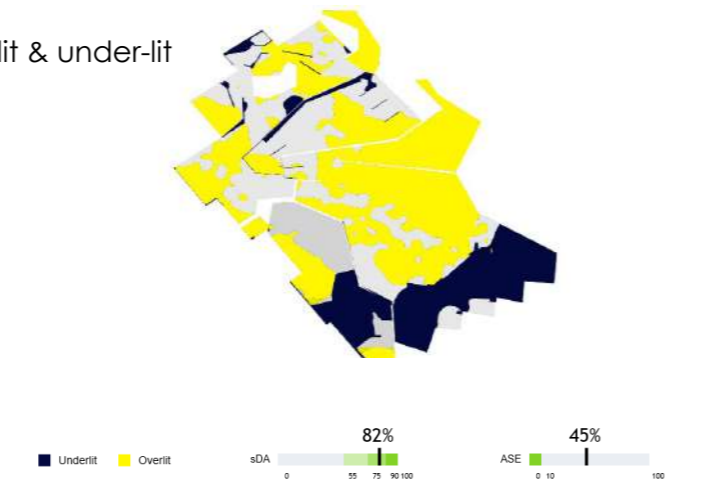 lit & under-lit
82%
45%
Underlit
Overlit
sDA
ASE
0 55 75 90 100
0 10 100